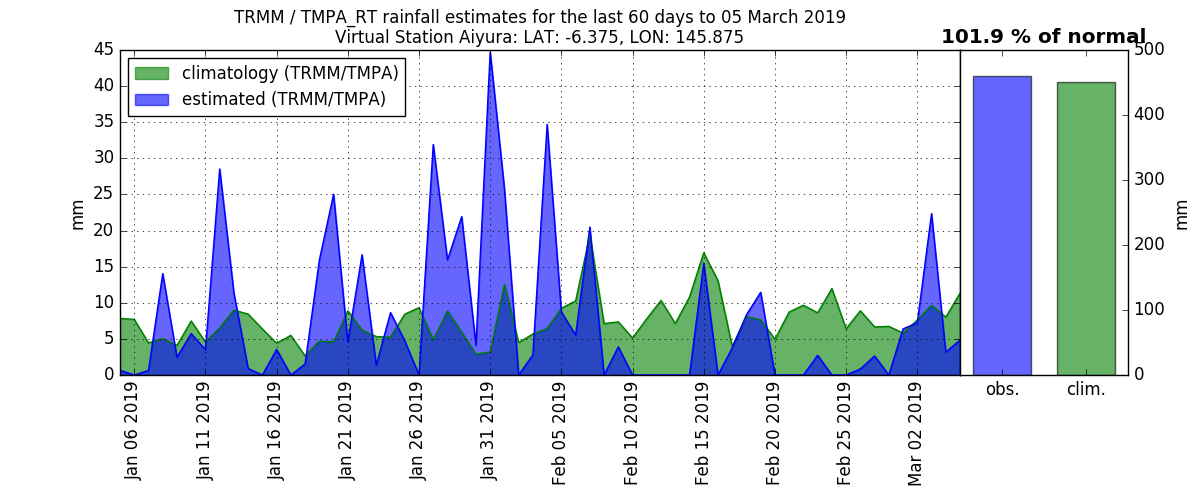 TRMM / TMPA_RT rainfall estimates for the last 60 days to 05 March 2019
Virtual Station Aiyura: LAT: -6.375, LON: 145.875
101.9 % of normal
climatology (TRMM/TMPA)
estimated (TRMM/TMPA)
45
40
35
30
25
20
15
10
5
0
mm
Jan 06 2019
Jan 11 2019
Jan 16 2019
Jan 21 2019
Jan 26 2019
Jan 31 2019
Feb 05 2019
Feb 10 2019
Feb 15 2019
Feb 20 2019
Feb 25 2019
Mar 02 2019
obs.
clim.
500
400
300
200
100
0
mm